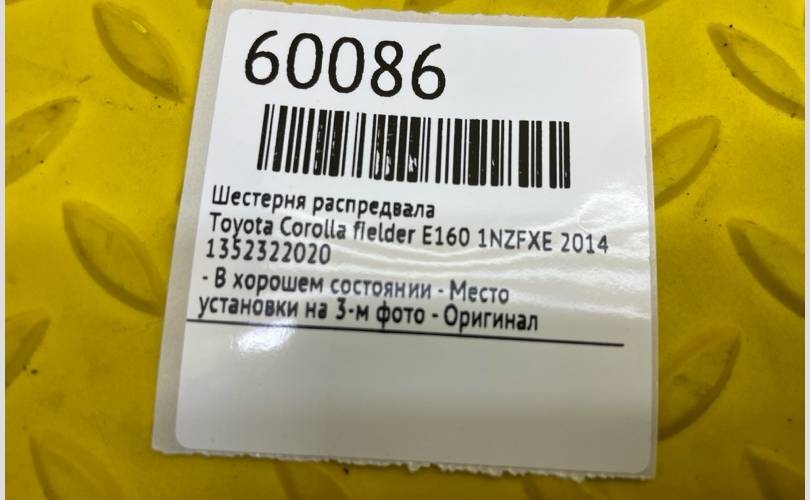 60086
Шестерня распредвала
Toyota Corolla fielder E160 1NZFXE 2014
1352322020
- В хорошем состоянии - Место
установки на 3-м фото - Оригинал